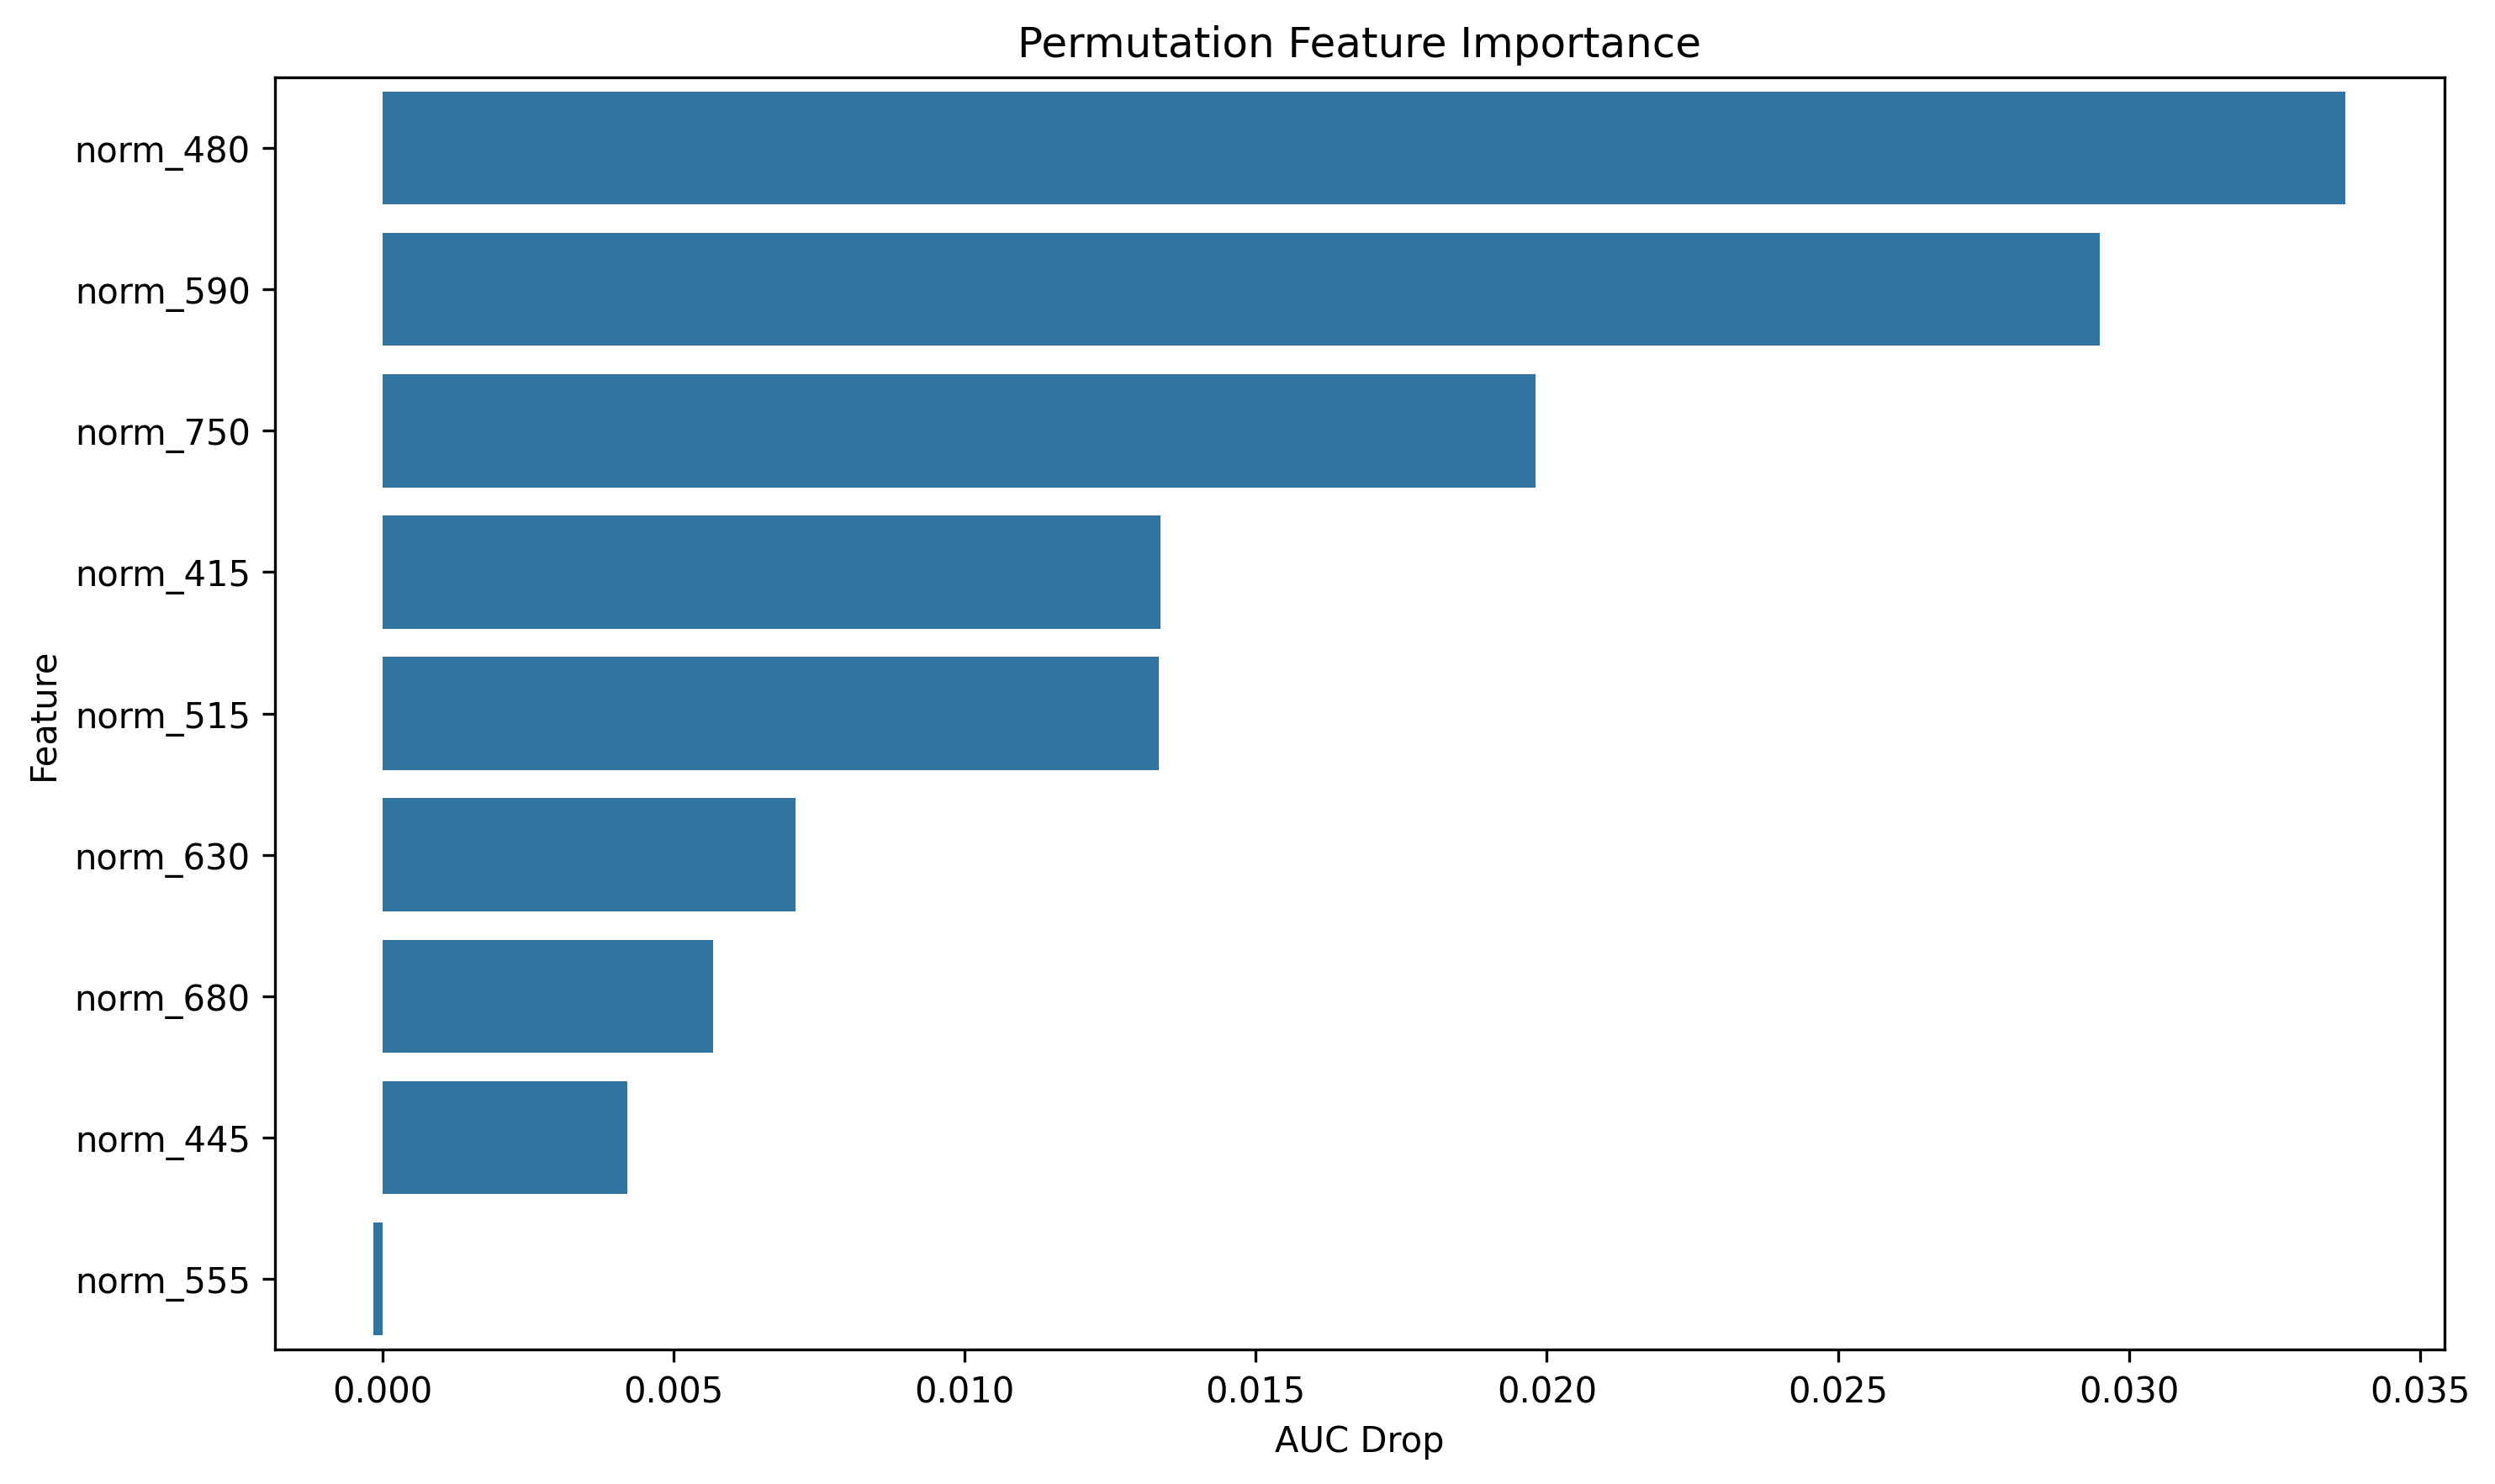 Permutation Feature Importance
norm_480
norm_590
norm_750
norm_415
norm_515
norm_630
norm_680
norm_445
norm_555
Feature
0.000 0.005 0.010 0.015 0.020 0.025 0.030 0.035
AUC Drop